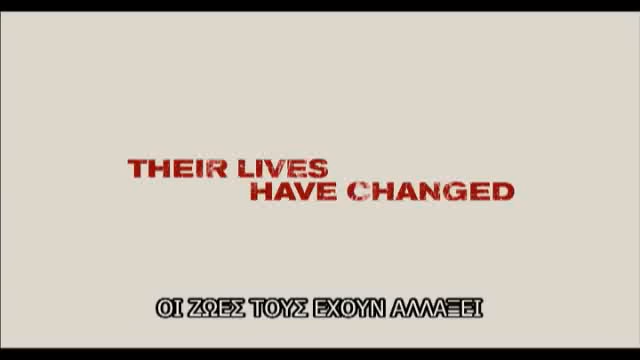 THEIR LIVES
HAVE CHANGED
ΟΙ ΖΩΕΣ ΤΟΥΣ ΕΧΟΥΝ ΑΛΛΑΞΕΙ